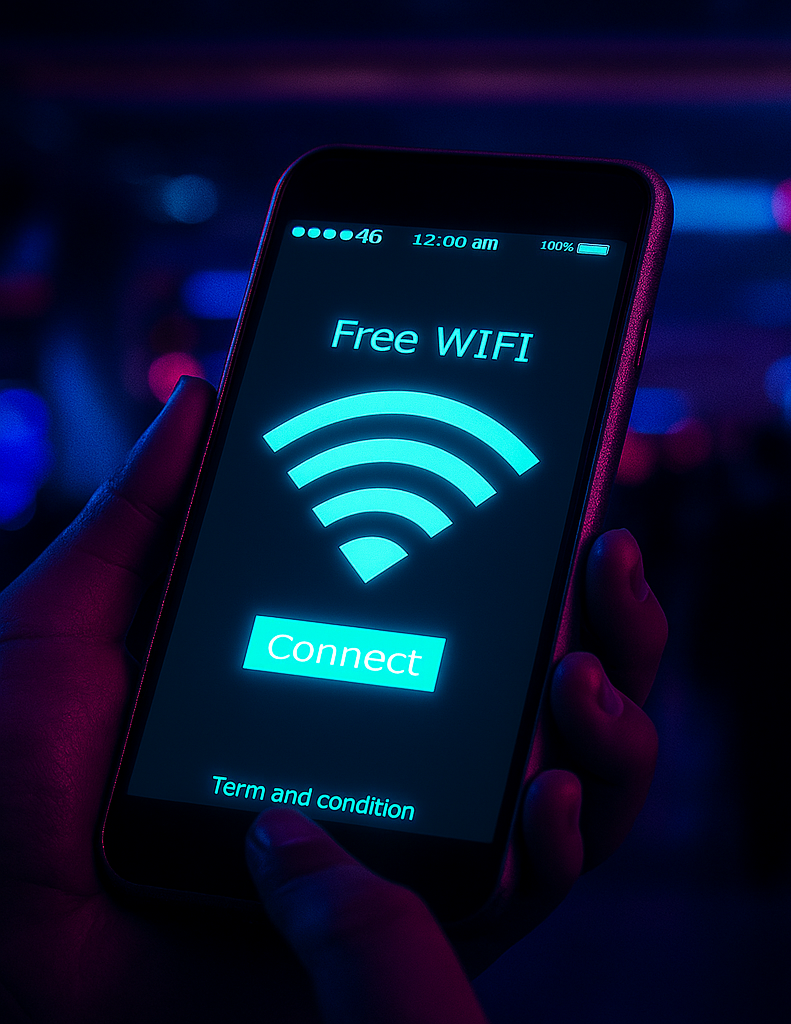 46 12:00 am 100%
Free WIFI
Connect
Term and condition